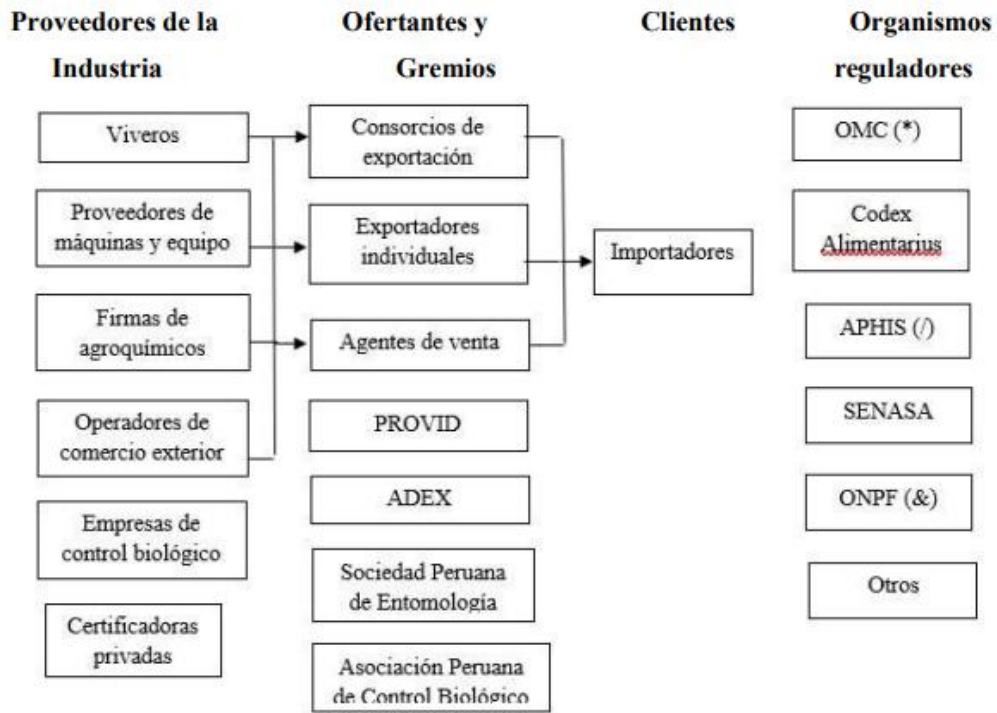 Proveedores de la
Industria
Ofertantes y
Gremios
Clientes
Organismos
reguladores
Viveros
Proveedores de
máquinas y equipo
Firmas de
agroquímicos
Operadores de
comercio exterior
Empresas de
control biológico
Certificadoras
privadas
Consorcios de
exportación
Exportadores
individuales
Agentes de venta
PROVID
ADEX
Sociedad Peruana
de Entomología
Asociación Peruana
de Control Biológico
Importadores
OMC (*)
Codex
Alimentarius
APHIS (/)
SENASA
ONPF (&)
Otros